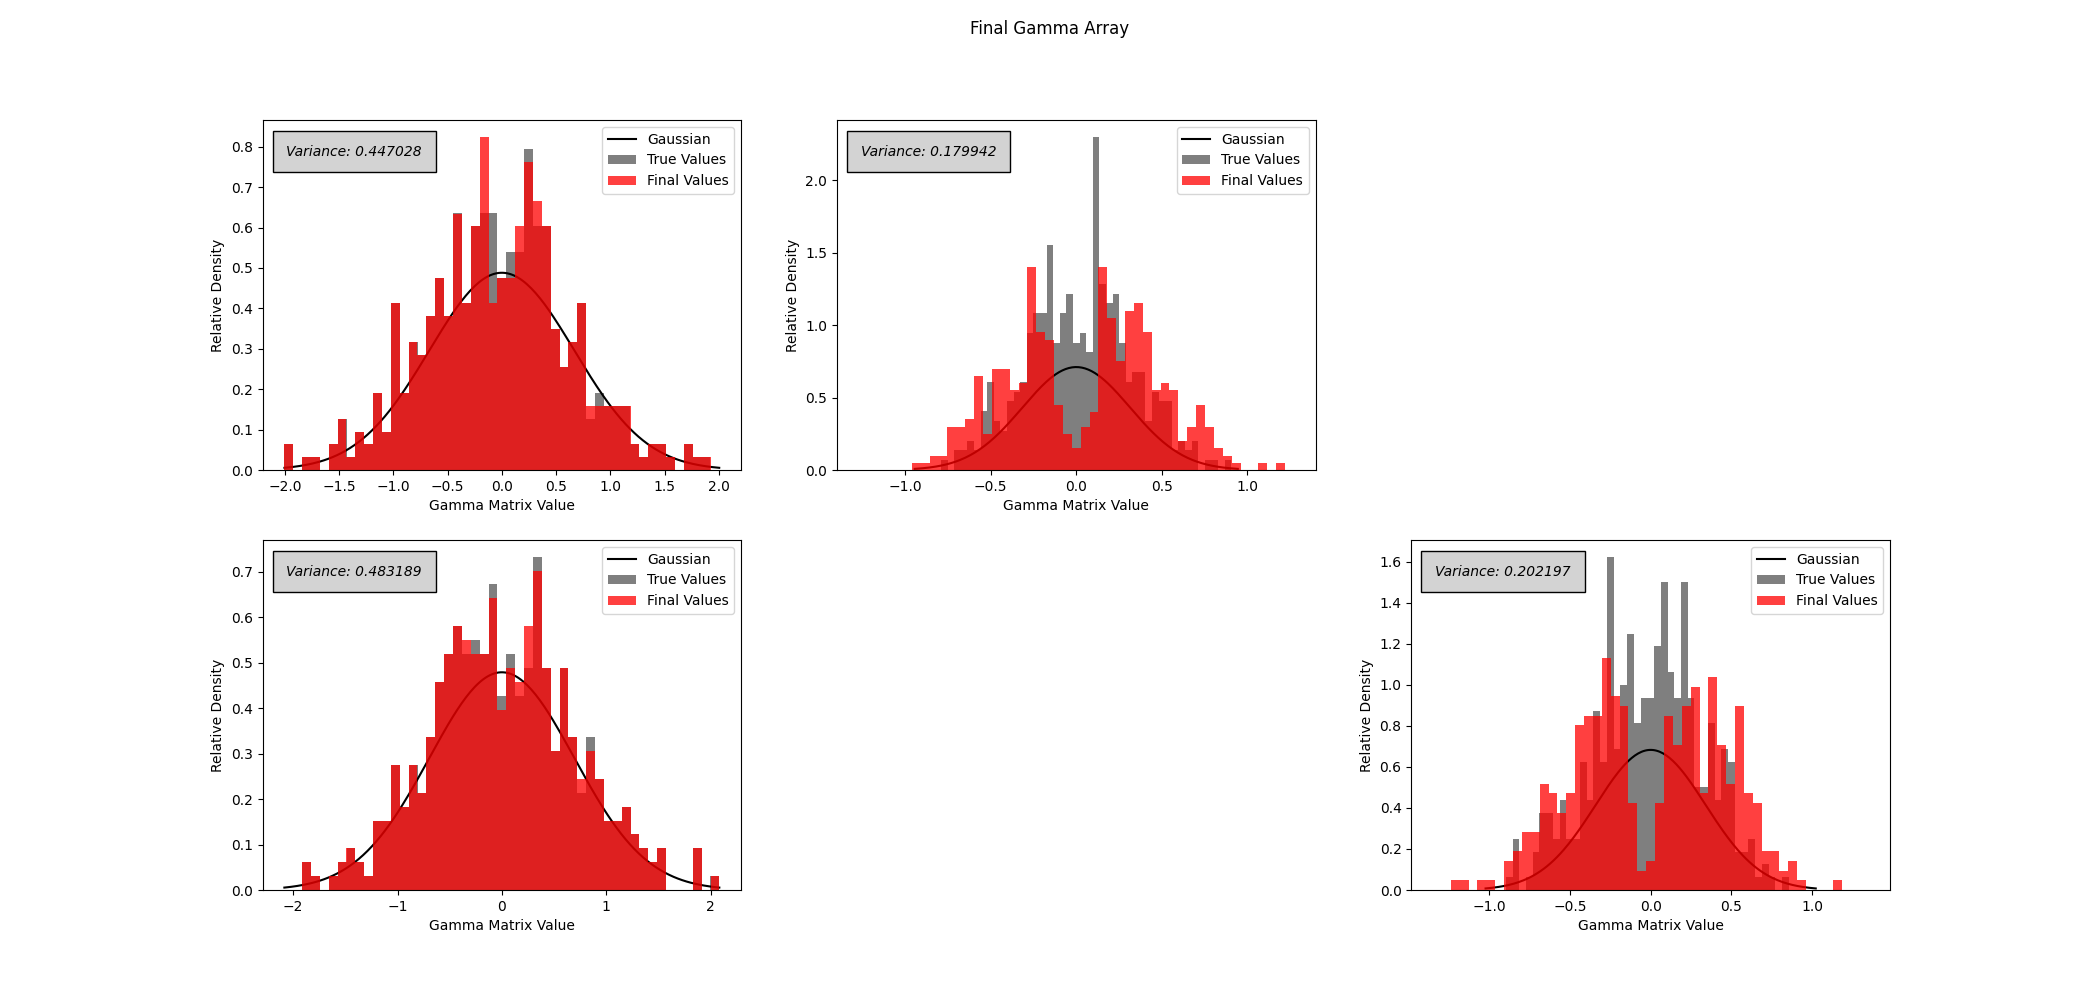 Final Gamma Array
Variance: 0.447028
Gaussian
True Values
Final Values
Relative Density
0.8
0.7
0.6
0.5
0.4
0.3
0.2
0.1
0.0
−2.0 −1.5 −1.0 −0.5 0.0 0.5 1.0 1.5 2.0
Gamma Matrix Value
Variance: 0.179942
Gaussian
True Values
Final Values
Relative Density
2.0
1.5
1.0
0.5
0.0
−1.0 −0.5 0.0 0.5 1.0
Gamma Matrix Value
Variance: 0.483189
Gaussian
True Values
Final Values
Relative Density
0.7
0.6
0.5
0.4
0.3
0.2
0.1
0.0
−2 −1 0 1 2
Gamma Matrix Value
Variance: 0.202197
Gaussian
True Values
Final Values
Relative Density
1.6
1.4
1.2
1.0
0.8
0.6
0.4
0.2
0.0
−1.0 −0.5 0.0 0.5 1.0
Gamma Matrix Value